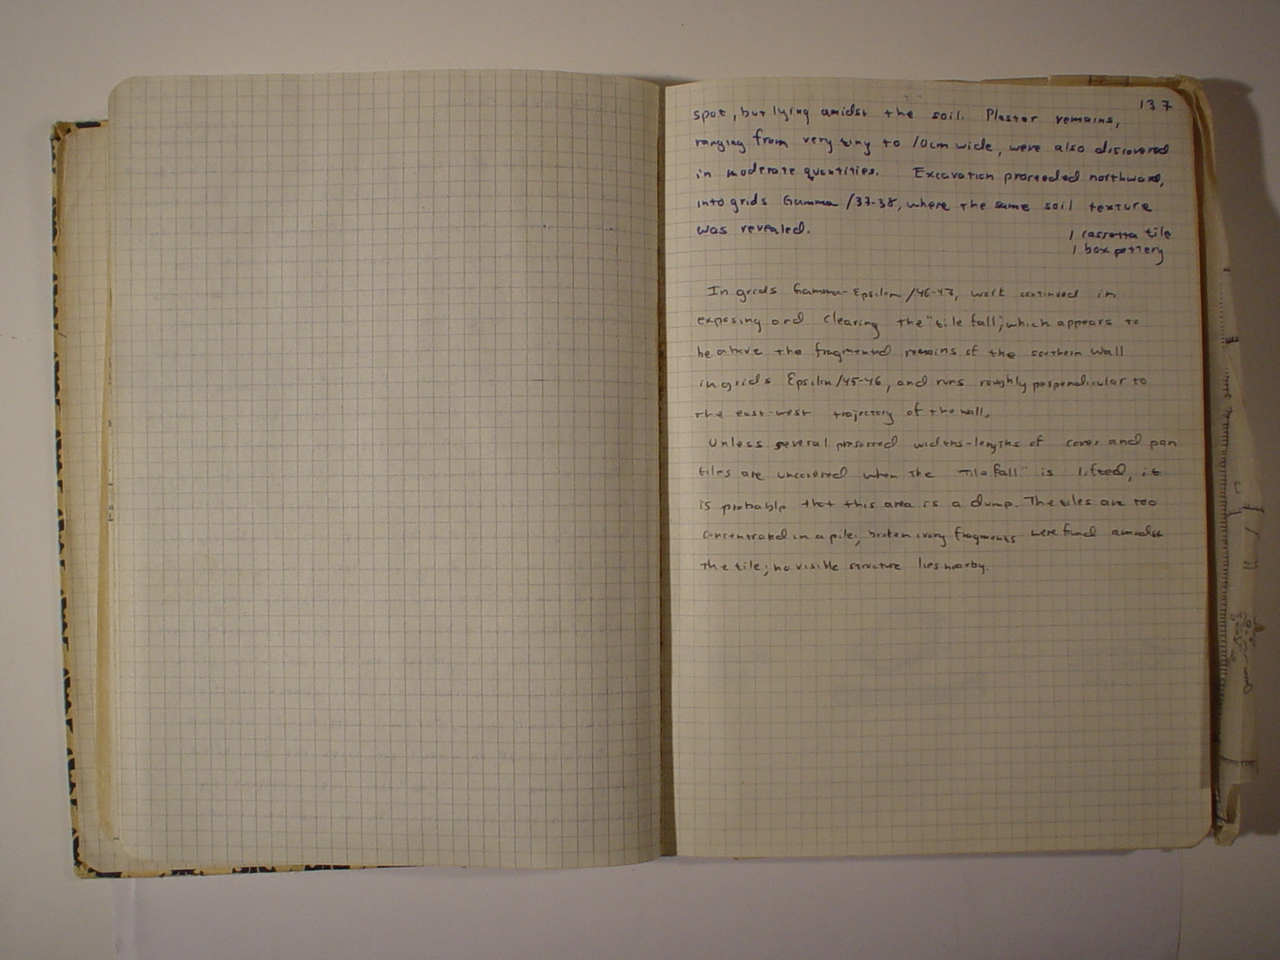 137
spot, but lying amidst the soil. Plaster remains,
ranging from very tiny to 10cm wide, were also discovered
in moderate quantities. Excavation proceeded northward,
into grids Gamma/37-38, where the same soil texture
was revealed.
1 cassetta tile
1 box pottery
In grids Gamma-Epsilon/46-47, work continued in
exposing and clearing the "tile fall", which appears to
be above the fragmented remains of the southern wall
in grids Epsilon/45-46, and runs roughly perpendicular to
the east-west trajectory of the wall.
Unless several preserved widths-lengths of cover and pan
tiles are uncovered when the "tile fall" is lifted, it
is probable that this area is a dump. The tiles are too
concentrated in a pile; broken ivory fragments were found amidst
the tile; no visible structure lies nearby.